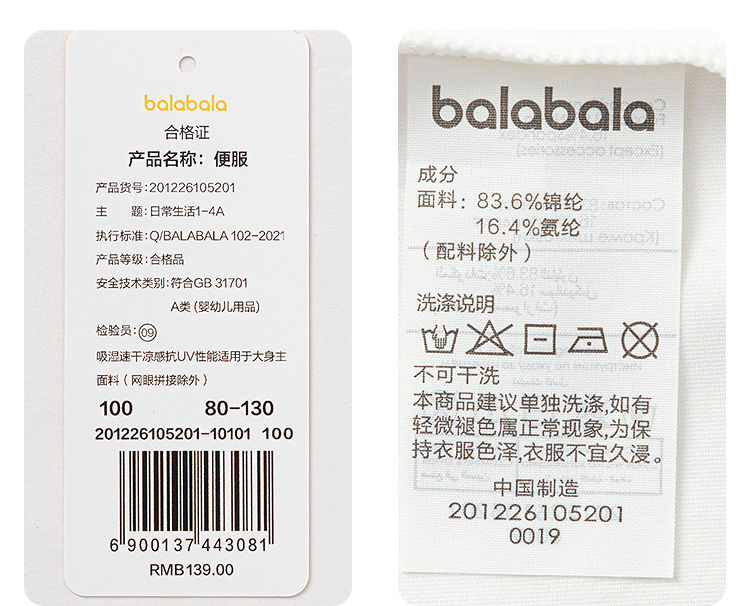 balabala
合格证
产品名称：便服
产品货号:201226105201
主 题:日常生活1-4A
执行标准:Q/BALABALA 102-2021
产品等级:合格品
安全技术类别:符合GB 31701
A类 (婴幼儿用品)
检验员: 09
吸湿速干凉感抗UV性能适用于大身主
面料（网眼拼接除外）
100 80-130
201226105201-10101 100
6 900137 443081
RMB139.00
balabala
成分
面料: 83.6%锦纶
16.4%氨纶
（配料除外）
洗涤说明
不可干洗
本商品建议单独洗涤,如有
轻微褪色属正常现象,为保
持衣服色泽,衣服不宜久浸。
中国制造
201226105201
0019